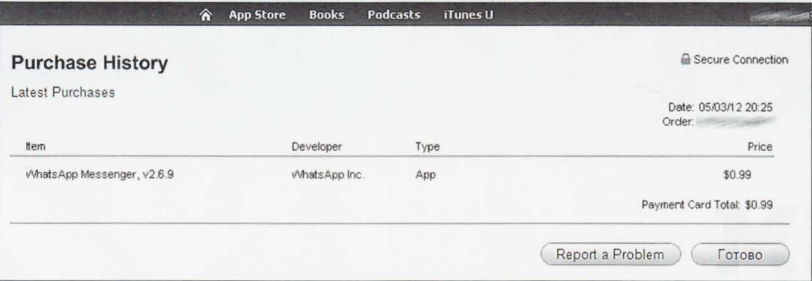 App Store Books Podcasts iTunes U
Purchase History
Secure Connection
Latest Purchases
Date: 05/03/12 20:25
Order:
Item Developer Type Price
WhatsApp Messenger, v2.6.9 WhatsApp Inc. App $0.99
Payment Card Total: $0.99
Report a Problem Готово